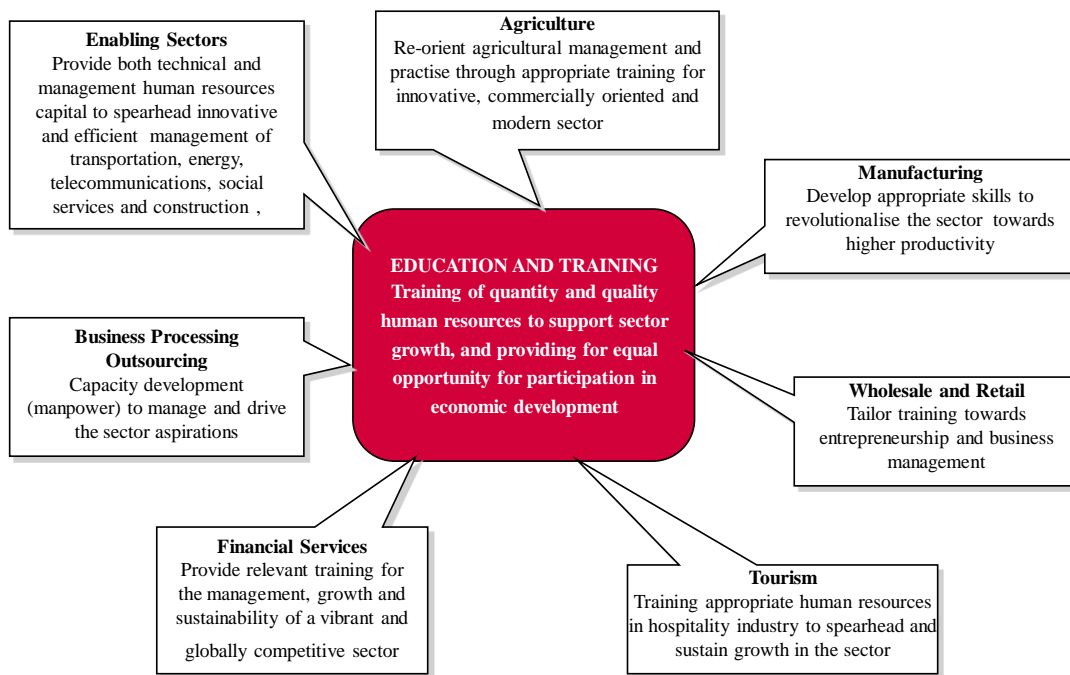 Enabling Sectors
Provide both technical and
management human resources
capital to spearhead innovative
and efficient management of
transportation, energy,
telecommunications, social
services and construction ,
Agriculture
Re-orient agricultural management and
practise through appropriate training for
innovative, commercially oriented and
modern sector
Manufacturing
Develop appropriate skills to
revolutionalise the sector towards
higher productivity
EDUCATION AND TRAINING
Training of quantity and quality
human resources to support sector
growth, and providing for equal
opportunity for participation in
economic development
Business Processing
Outsourcing
Capacity development
(manpower) to manage and drive
the sector aspirations
Wholesale and Retail
Tailor training towards
entrepreneurship and business
management
Financial Services
Provide relevant training for
the management, growth and
sustainability of a vibrant and
globally competitive sector
Tourism
Training appropriate human resources
in hospitality industry to spearhead and
sustain growth in the sector